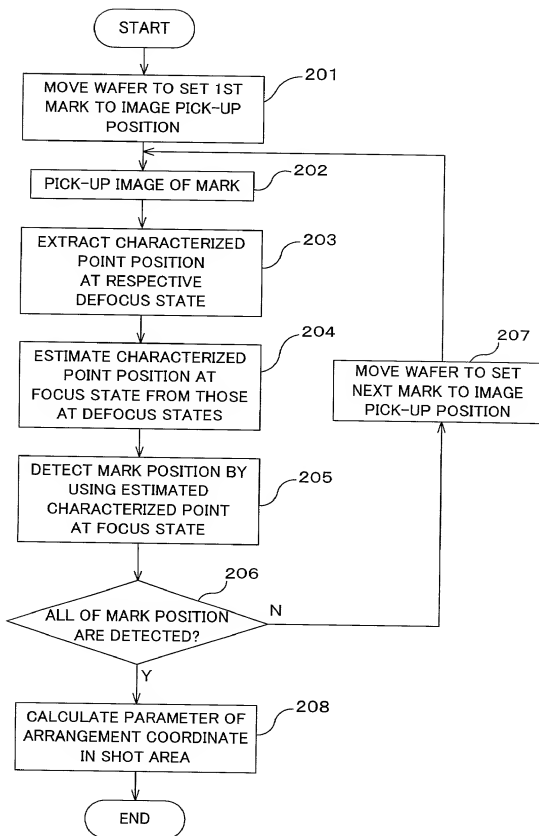 START
201
MOVE WAFER TO SET 1ST
MARK TO IMAGE PICK-UP
POSITION
202
PICK-UP IMAGE OF MARK
203
EXTRACT CHARACTERIZED
POINT POSITION
AT RESPECTIVE
DEFOCUS STATE
204
ESTIMATE CHARACTERIZED
POINT POSITION AT
FOCUS STATE FROM THOSE
AT DEFOCUS STATES
207
MOVE WAFER TO SET
NEXT MARK TO IMAGE
PICK-UP POSITION
205
DETECT MARK POSITION BY
USING ESTIMATED
CHARACTERIZED POINT
AT FOCUS STATE
206
ALL OF MARK POSITION
ARE DETECTED?
N
Y
208
CALCULATE PARAMETER OF
ARRANGEMENT COORDINATE
IN SHOT AREA
END